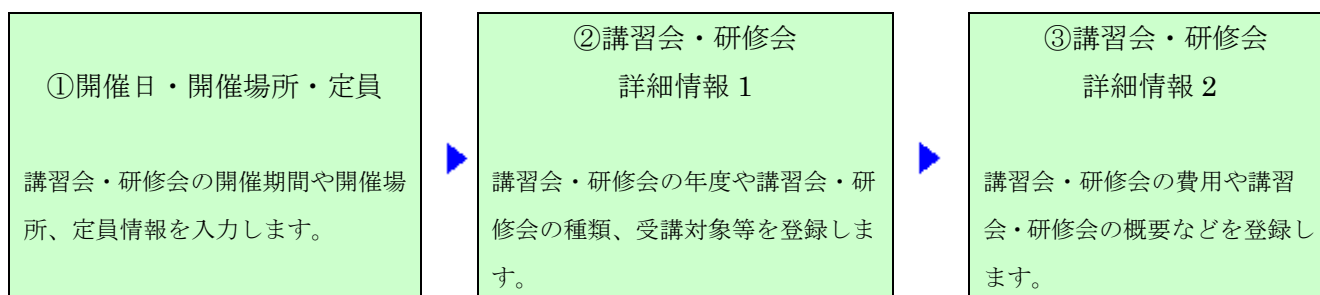 ①開催日・開催場所・定員
講習会・研修会の開催期間や開催場
所、定員情報を入力します。
②講習会・研修会
詳細情報 1
講習会・研修会の年度や講習会・研
修会の種類、受講対象等を登録しま
す。
③講習会・研修会
詳細情報 2
講習会・研修会の費用や講習
会・研修会の概要などを登録し
ます。